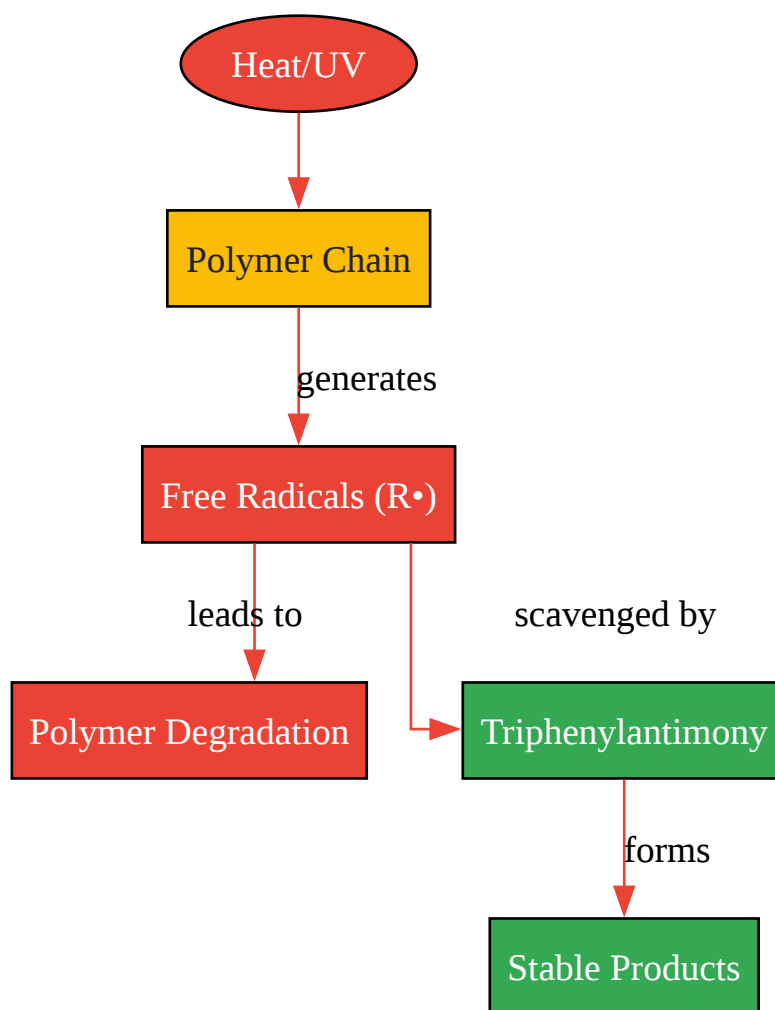 Heat/UV
Polymer Chain
generates
Free Radicals (R•)
leads to
scavenged by
Polymer Degradation
Triphenylantimony
forms
Stable Products